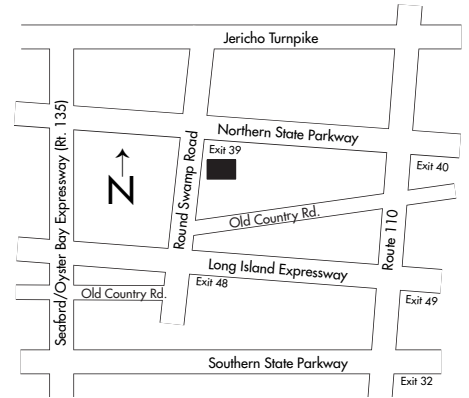 Jericho Turnpike
Seaford/Oyster Bay Expressway (Rt. 135)
Northern State Parkway
Exit 39
Round Swamp Road
N
Exit 40
Old Country Rd.
Route 110
Long Island Expressway
Exit 48
Old Country Rd.
Exit 49
Southern State Parkway
Exit 32